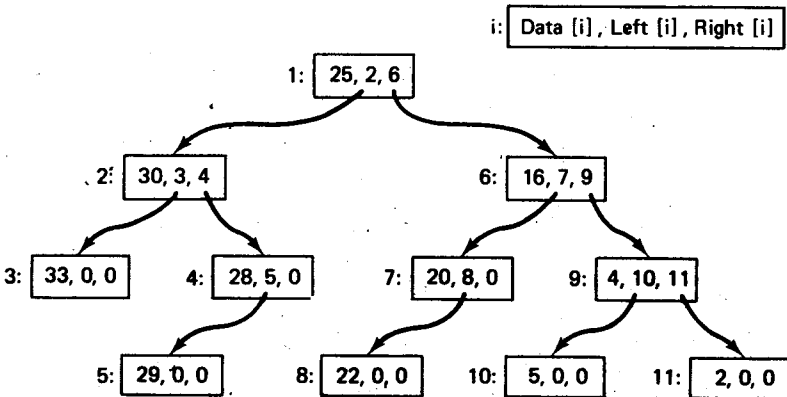 i: Data [i], Left [i], Right [i]
1: 25, 2, 6
2: 30, 3, 4
6: 16, 7, 9
3: 33, 0, 0
4: 28, 5, 0
7: 20, 8, 0
9: 4, 10, 11
5: 29, 0, 0
8: 22, 0, 0
10: 5, 0, 0
11: 2, 0, 0